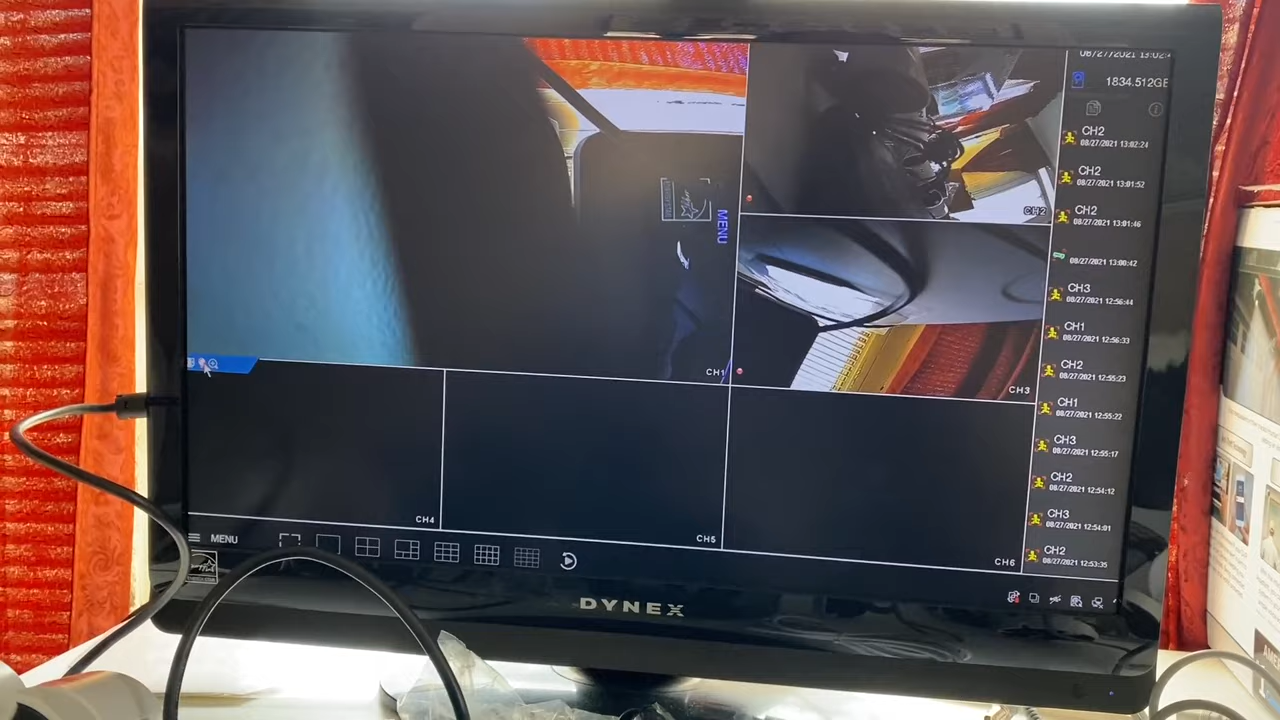 08/27/2021 13:02:
1834.512GE
CH2
08/27/2021 13:02:24
CH2
08/27/2021 13:01:52
CH2
08/27/2021 13:01:46
08/27/2021 13:00:42
CH3
08/27/2021 12:56:44
CH1
08/27/2021 12:56:33
CH2
08/27/2021 12:55:23
CH1
08/27/2021 12:55:22
CH3
08/27/2021 12:55:17
CH2
08/27/2021 12:54:12
CH3
08/27/2021 12:54:01
CH2
08/27/2021 12:53:35
MENU
CH1
CH2
CH3
CH4
CH5
CH6
MENU
DYNEX